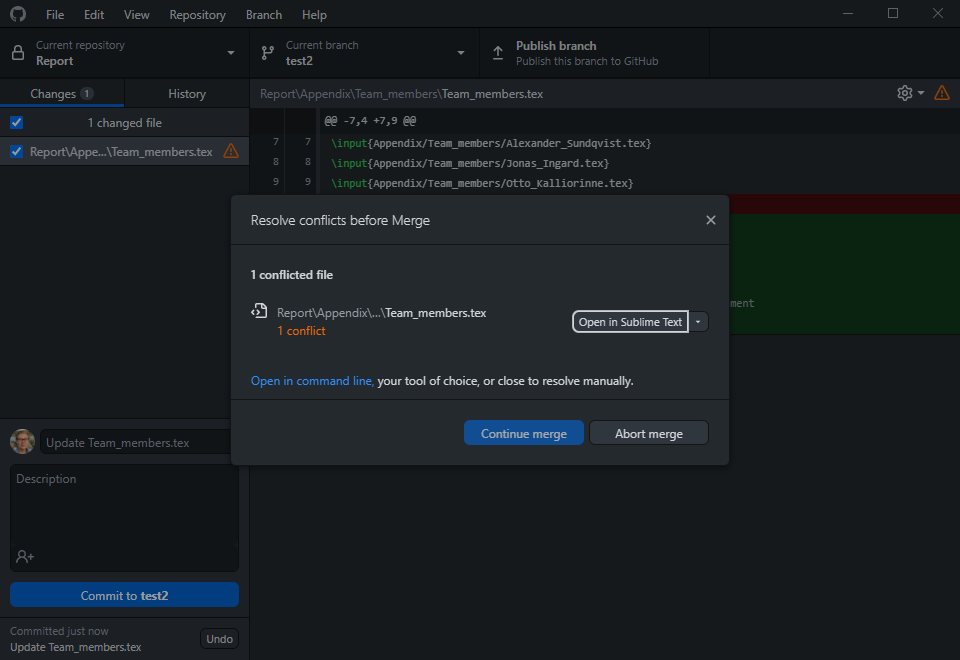 File Edit View Repository Branch Help
Current repository
Report
Current branch
test2
Publish branch
Publish this branch to GitHub
Changes 1
History
Report\Appendix\Team_members\Team_members.tex
1 changed file
Report\Appe...\Team_members.tex
@@ -7,4 +7,9 @@
7 7 \input{Appendix/Team_members/Alexander_Sundqvist.tex}
8 8 \input{Appendix/Team_members/Jonas_Ingard.tex}
9 9 \input{Appendix/Team_members/Otto_Kalliorinne.tex}
ment
Resolve conflicts before Merge
1 conflicted file
Report\Appendix\...\Team_members.tex
1 conflict
Open in Sublime Text
Open in command line, your tool of choice, or close to resolve manually.
Continue merge
Abort merge
Update Team_members.tex
Description
Commit to test2
Committed just now
Update Team_members.tex
Undo